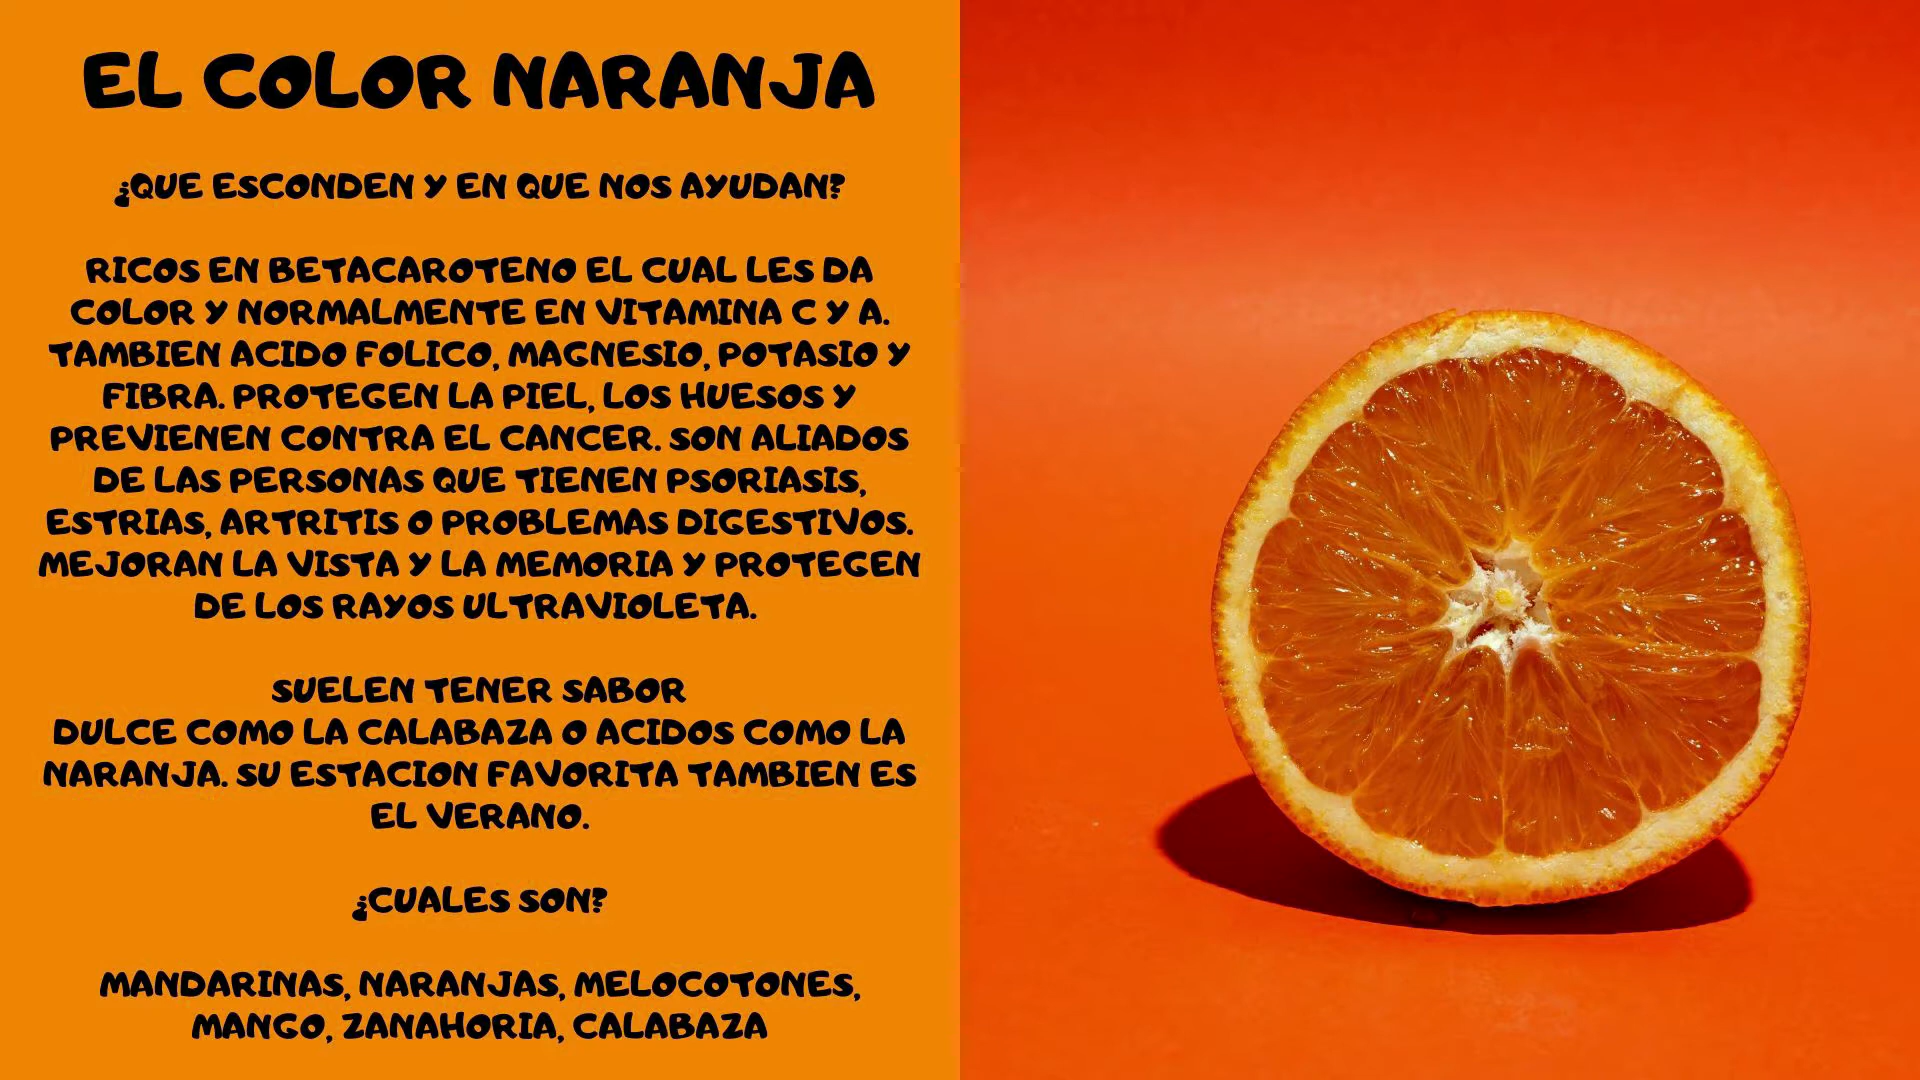 EL COLOR NARANJA
¿QUE ESCONDEN Y EN QUE NOS AYUDAN?
RICOS EN BETACAROTENO EL CUAL LES DA
COLOR Y NORMALMENTE EN VITAMINA C Y A.
TAMBIEN ACIDO FOLICO, MAGNESIO, POTASIO Y
FIBRA. PROTEGEN LA PIEL, LOS HUESOS Y
PREVIENEN CONTRA EL CANCER. SON ALIADOS
DE LAS PERSONAS QUE TIENEN PSORIASIS,
ESTRIAS, ARTRITIS O PROBLEMAS DIGESTIVOS.
MEJORAN LA VISTA Y LA MEMORIA Y PROTEGEN
DE LOS RAYOS ULTRAVIOLETA.
SUELEN TENER SABOR
DULCE COMO LA CALABAZA O ACIDOS COMO LA
NARANJA. SU ESTACION FAVORITA TAMBIEN ES
EL VERANO.
¿CUALES SON?
MANDARINAS, NARANJAS, MELOCOTONES,
MANGO, ZANAHORIA, CALABAZA